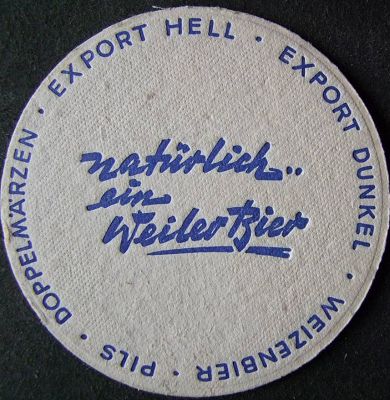 EXPORT HELL · EXPORT DUNKEL · WEIZENBIER · PILS · DOPPELMÄRZEN ·
natürlich..
ein
Weiler Bier